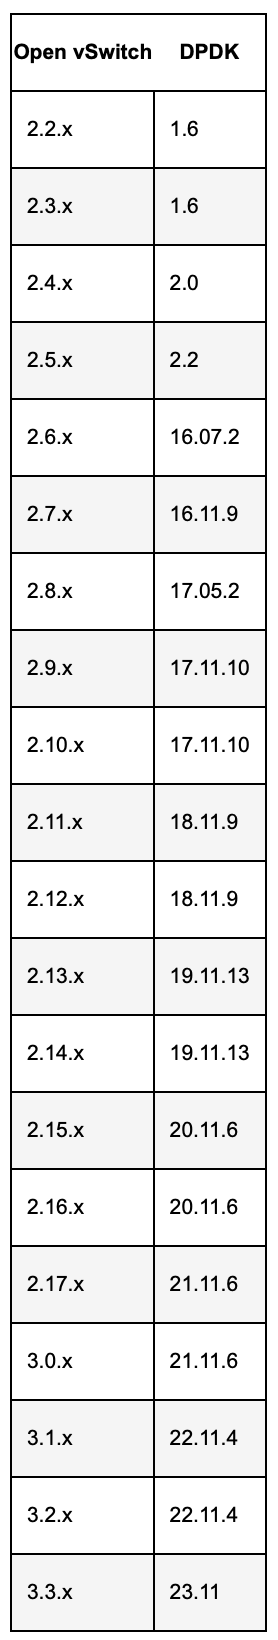 Open vSwitch DPDK
2.2.x 1.6
2.3.x 1.6
2.4.x 2.0
2.5.x 2.2
2.6.x 16.07.2
2.7.x 16.11.9
2.8.x 17.05.2
2.9.x 17.11.10
2.10.x 17.11.10
2.11.x 18.11.9
2.12.x 18.11.9
2.13.x 19.11.13
2.14.x 19.11.13
2.15.x 20.11.6
2.16.x 20.11.6
2.17.x 21.11.6
3.0.x 21.11.6
3.1.x 22.11.4
3.2.x 22.11.4
3.3.x 23.11